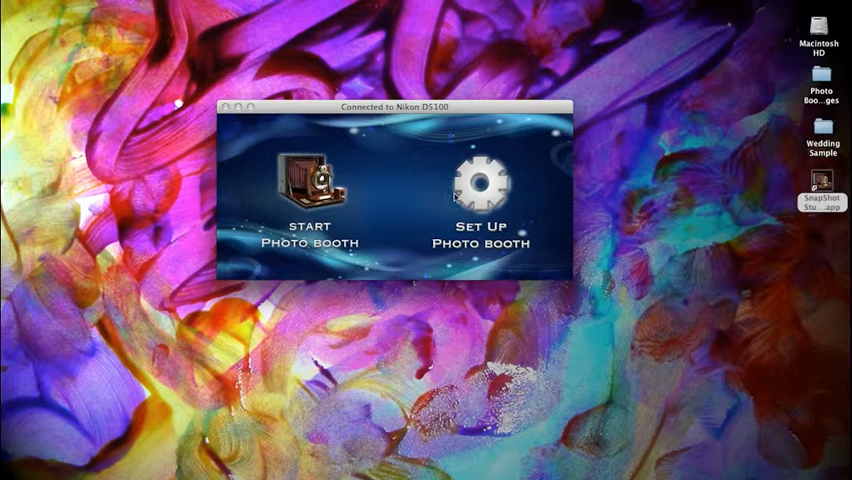 Connected to Nikon D5100
START
PHOTO BOOTH
SET UP
PHOTO BOOTH
Macintosh
HD
Photo
Boo...ges
Wedding
Sample
SnapShot
Stu....app